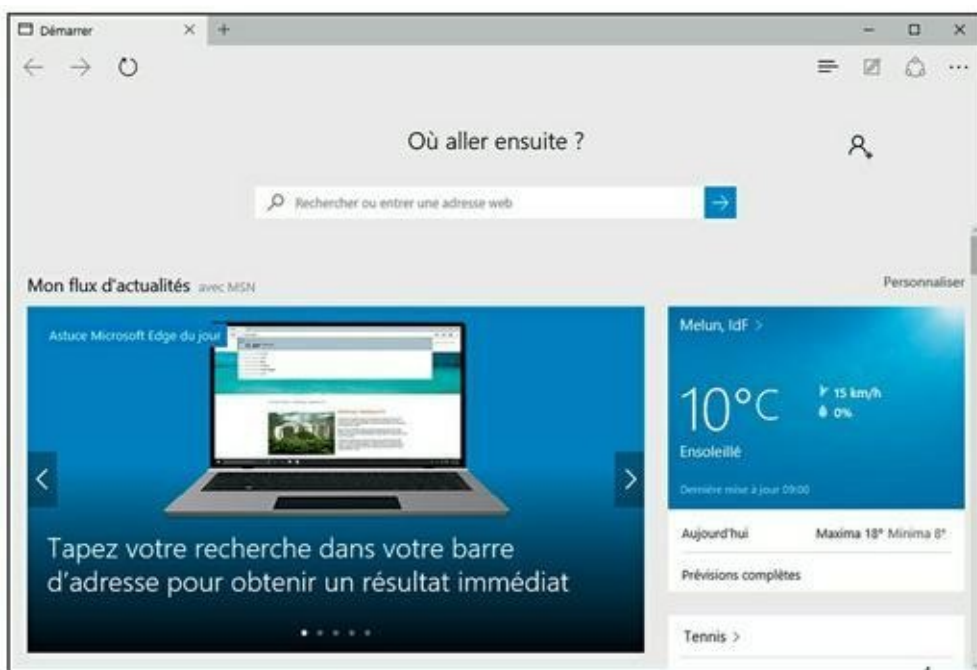 Démarrer
Où aller ensuite ?
Rechercher ou entrer une adresse web
Mon flux d'actualités avec MSN
Personnaliser
Astuce Microsoft Edge du jour
Tapez votre recherche dans votre barre
d'adresse pour obtenir un résultat immédiat
Melun, IdF >
10°C
15 km/h
0%
Ensoleillé
Dernière mise à jour 09:00
Aujourd'hui Maxima 18° Minima 8°
Prévisions complètes
Tennis >